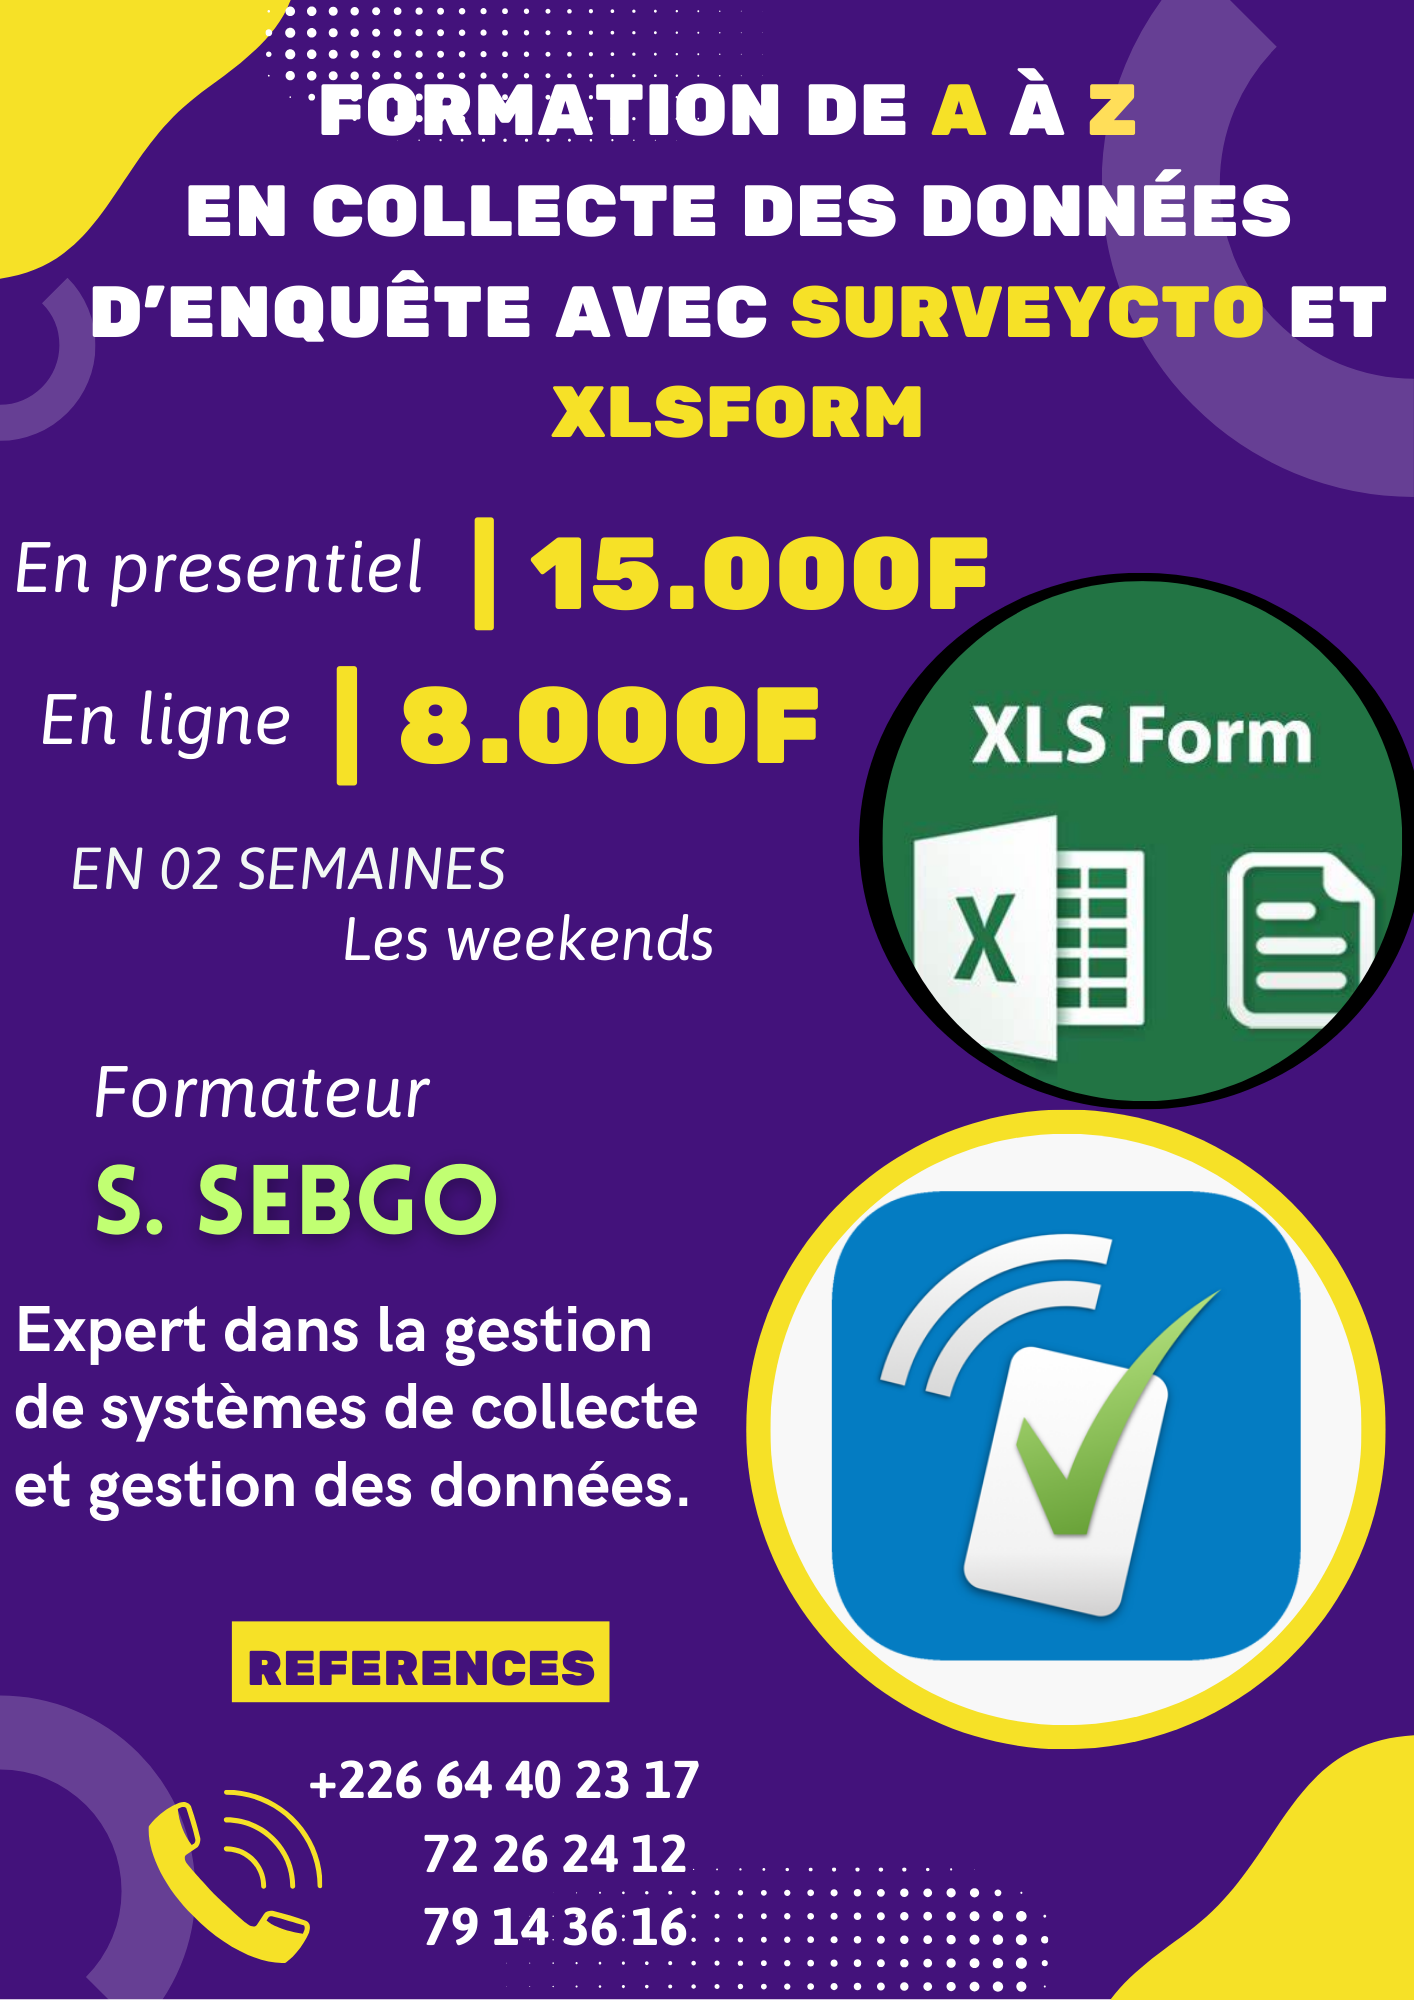 FORMATION DE A À Z
EN COLLECTE DES DONNÉES
D'ENQUÊTE AVEC SURVEYCTO ET
XLSFORM
En presentiel | 15.000F
En ligne | 8.000F
EN 02 SEMAINES
Les weekends
XLS Form
X
Formateur
S. SEBGO
Expert dans la gestion
de systèmes de collecte
et gestion des données.
REFERENCES
+226 64 40 23 17
72 26 24 12
79 14 36 16